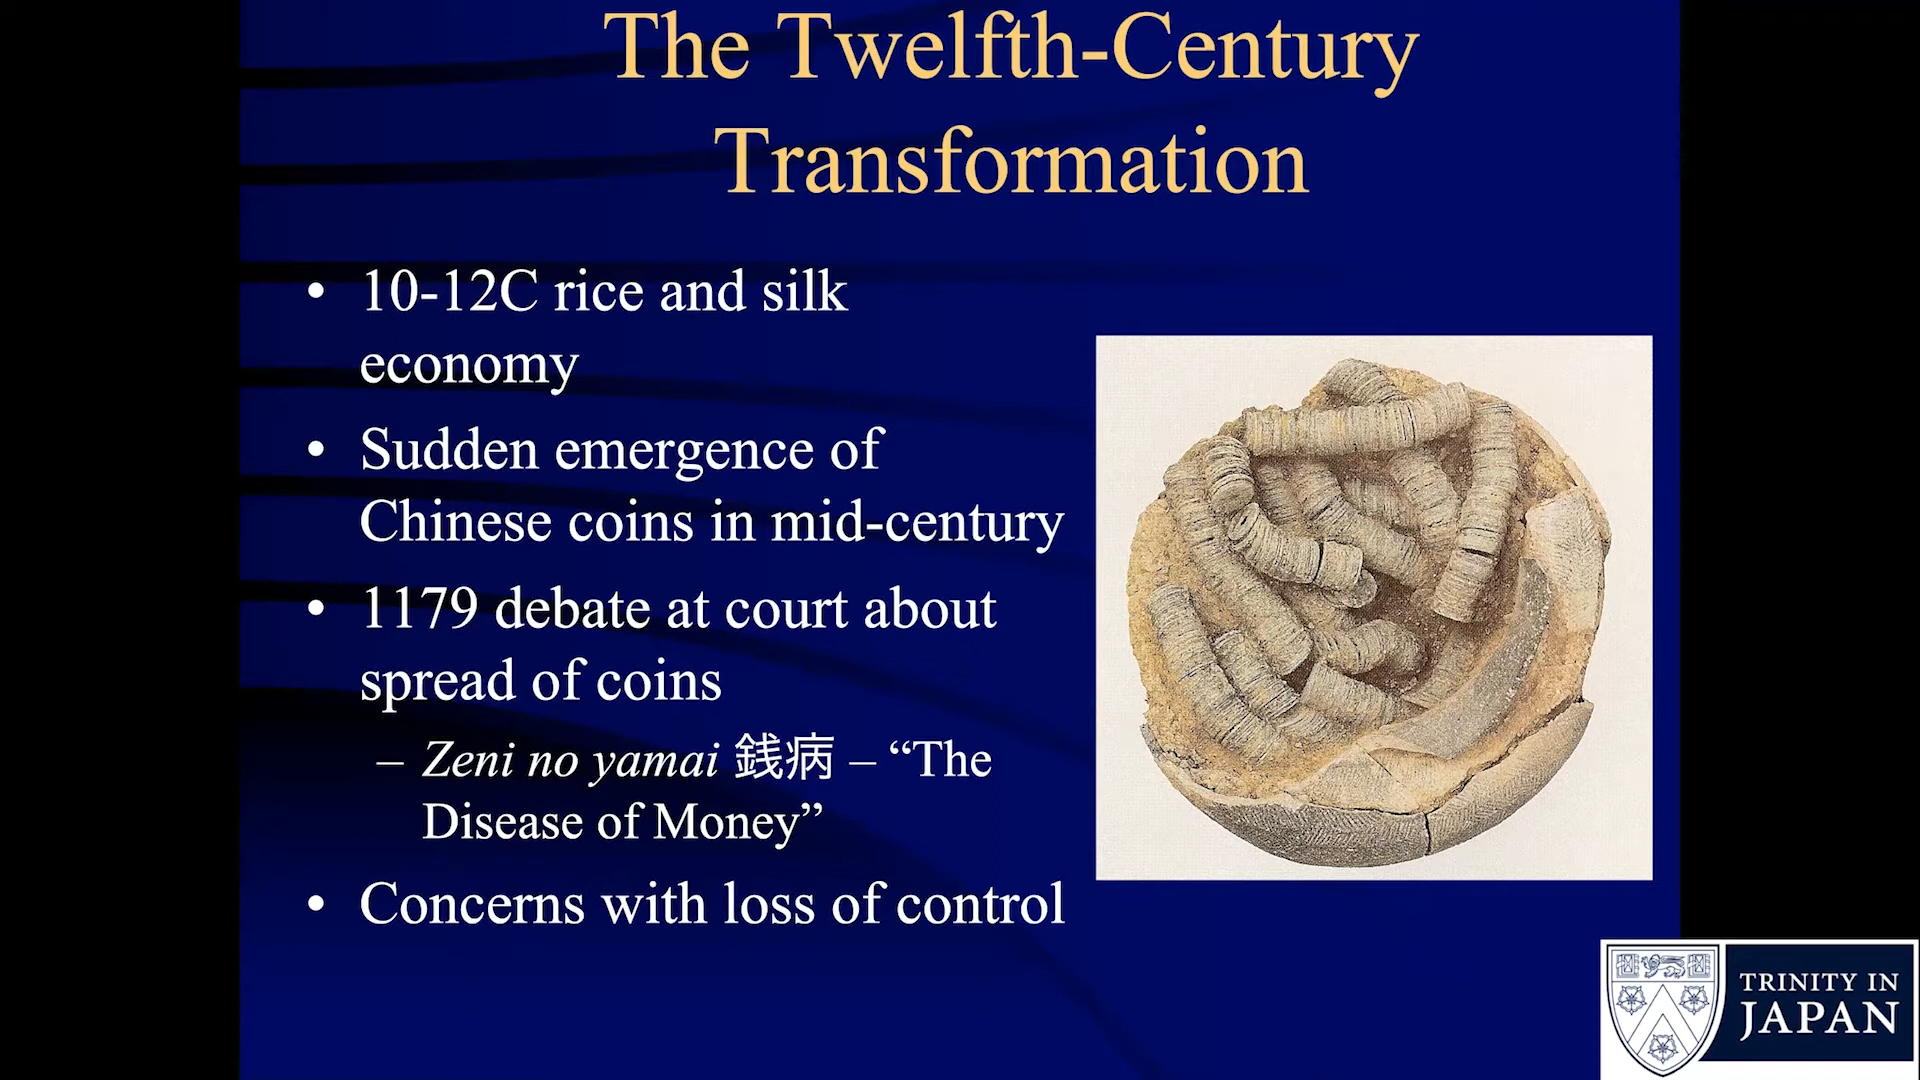 The Twelfth-Century
Transformation
• 10-12C rice and silk
economy
• Sudden emergence of
Chinese coins in mid-century
• 1179 debate at court about
spread of coins
– Zeni no yamai 銭病 – “The
Disease of Money”
• Concerns with loss of control
TRINITY IN
JAPAN